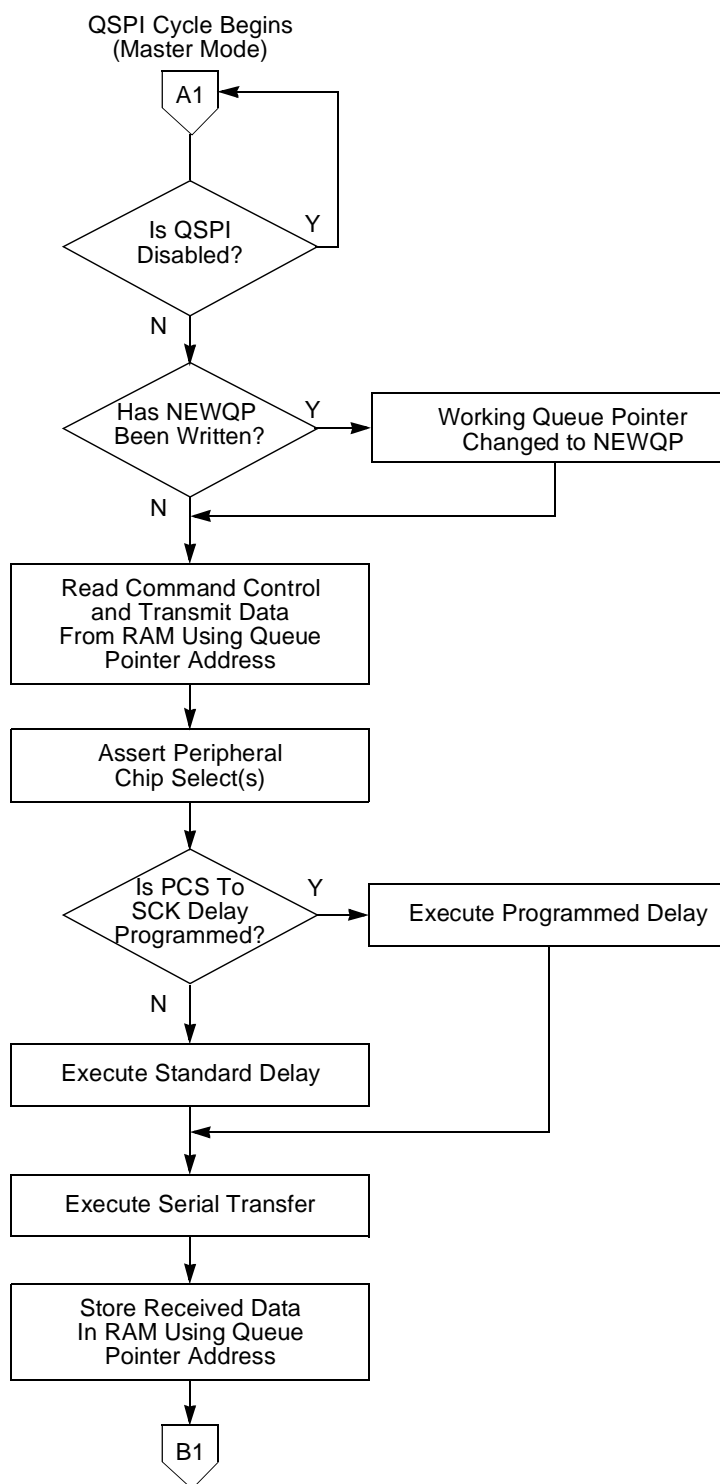 QSPI Cycle Begins
(Master Mode)
A1
Is QSPI
Disabled?
Y
N
Has NEWQP
Been Written?
Y
Working Queue Pointer
Changed to NEWQP
N
Read Command Control
and Transmit Data
From RAM Using Queue
Pointer Address
Assert Peripheral
Chip Select(s)
Is PCS To
SCK Delay
Programmed?
Y
Execute Programmed Delay
N
Execute Standard Delay
Execute Serial Transfer
Store Received Data
In RAM Using Queue
Pointer Address
B1